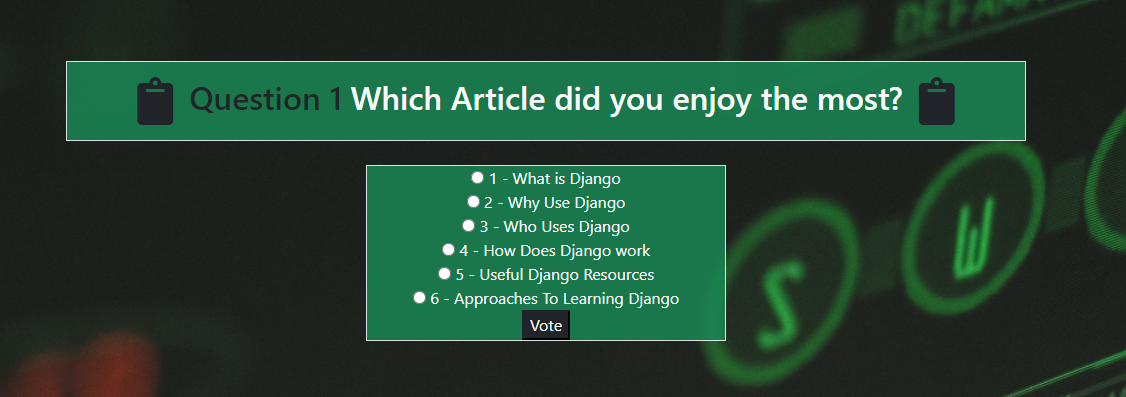 DEFAM
Question 1 Which Article did you enjoy the most?
1 - What is Django
2 - Why Use Django
3 - Who Uses Django
4 - How Does Django work
5 - Useful Django Resources
6 - Approaches To Learning Django
Vote
S W